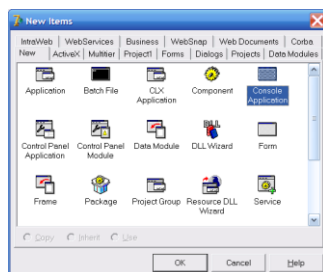 New Items
IntraWeb WebServices Business WebSnap Web Documents Corba
New ActiveX Multitier Project1 Forms Dialogs Projects Data Modules
Application Batch File CLX Application Component Console Application
Control Panel Application Control Panel Module Data Module DLL Wizard Form
Frame Package Project Group Resource DLL Wizard Service
Copy Inherit Use
OK Cancel Help